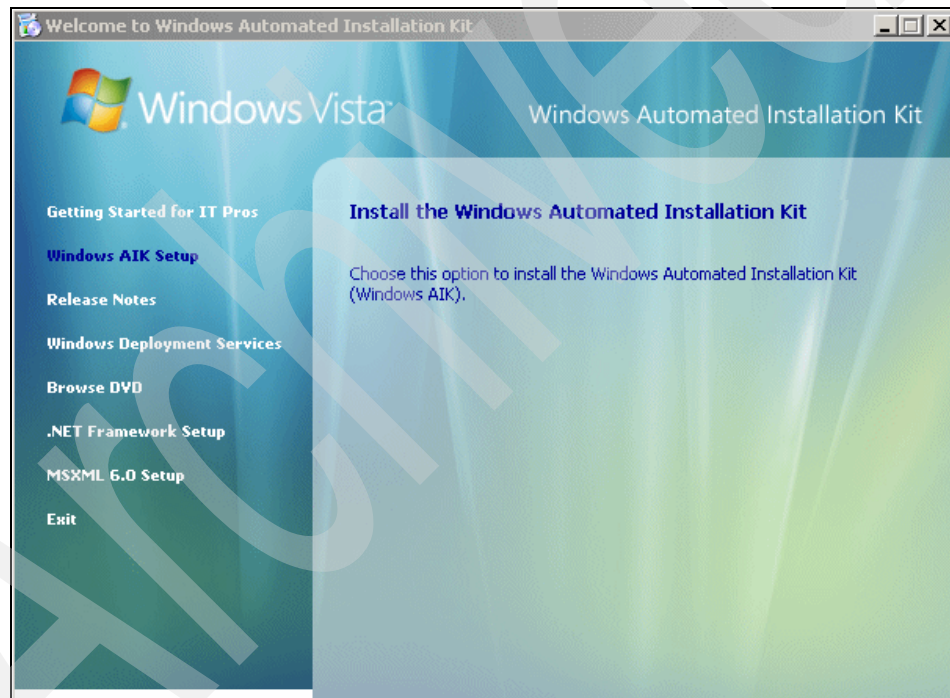 Welcome to Windows Automated Installation Kit
Windows Vista™
Windows Automated Installation Kit
Getting Started for IT Pros
Windows AIK Setup
Release Notes
Windows Deployment Services
Browse DVD
.NET Framework Setup
MSXML 6.0 Setup
Exit
Install the Windows Automated Installation Kit
Choose this option to install the Windows Automated Installation Kit
(Windows AIK).